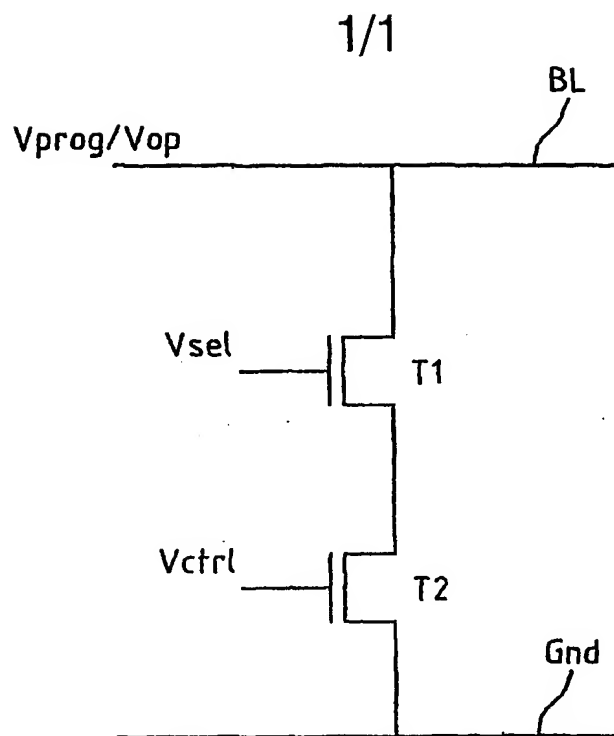 1/1
BL
Vprog/Vop
Vsel
T1
Vctrl
T2
Gnd